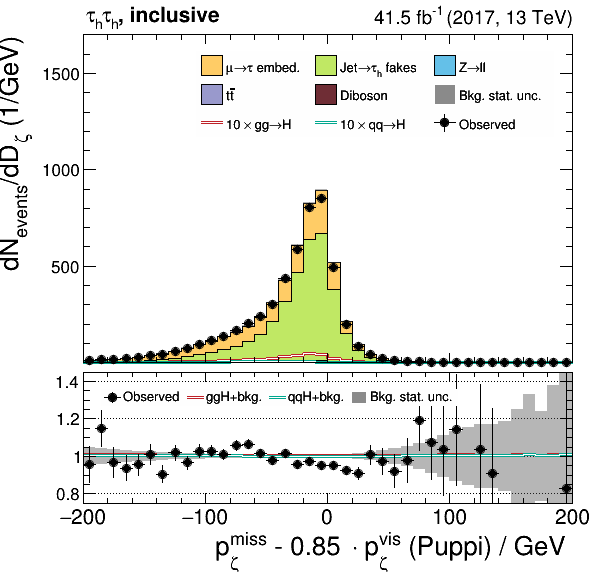 τhτh, inclusive
41.5 fb⁻¹ (2017, 13 TeV)
dNevents/dDζ (1/GeV)
1500
1000
500
μ→τ embed.
Jet→τh fakes
Z→ll
tt̅
Diboson
Bkg. stat. unc.
10 × gg→H
10 × qq→H
Observed
1.4
1.2
1
0.8
Observed
ggH+bkg.
qqH+bkg.
Bkg. stat. unc.
−200
−100
0
100
200
pζmiss - 0.85 · pζvis (Puppi) / GeV